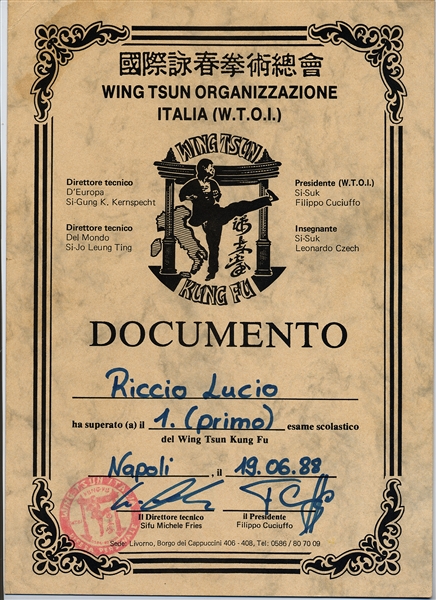 國際詠春拳術總會
WING TSUN ORGANIZZAZIONE
ITALIA (W.T.O.I.)
WING TSUN
詠春拳
KUNG FU
Direttore tecnico
D'Europa
Si-Gung K. Kernspecht
Direttore tecnico
Del Mondo
Si-Jo Leung Ting
Presidente (W.T.O.I.)
Si-Suk
Filippo Cuciuffo
Insegnante
Si-Suk
Leonardo Czech
DOCUMENTO
Riccio Lucio
ha superato (a) il 1. (primo) esame scolastico
del Wing Tsun Kung Fu
Napoli, il 19.06.88
Il Direttore tecnico
Sifu Michele Fries
il Presidente
Filippo Cuciuffo
Sede: Livorno, Borgo dei Cappuccini 406 - 408, Tel: 0586 / 80 70 09